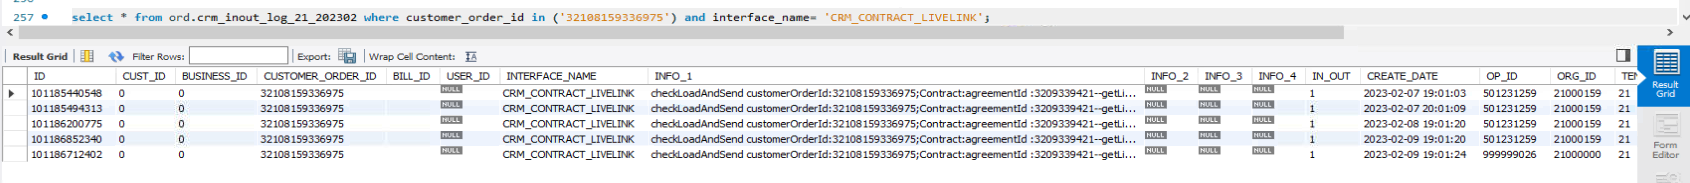 257 select * from ord.crm_inout_log_21_202302 where customer_order_id in ('32108159336975') and interface_name= 'CRM_CONTRACT_LIVELINK';
Result Grid Filter Rows: Export: Wrap Cell Content:
ID CUST_ID BUSINESS_ID CUSTOMER_ORDER_ID BILL_ID USER_ID INTERFACE_NAME INFO_1 INFO_2 INFO_3 INFO_4 IN_OUT CREATE_DATE OP_ID ORG_ID TEN
101185440548 0 0 32108159336975 NULL CRM_CONTRACT_LIVELINK checkLoadAndSend customerOrderId:32108159336975;Contract:agreementId :3209339421--getLi... NULL NULL NULL 1 2023-02-07 19:01:03 501231259 21000159 21
101185494313 0 0 32108159336975 NULL CRM_CONTRACT_LIVELINK checkLoadAndSend customerOrderId:32108159336975;Contract:agreementId :3209339421--getLi... NULL NULL NULL 1 2023-02-07 20:01:09 501231259 21000159 21
101186200775 0 0 32108159336975 NULL CRM_CONTRACT_LIVELINK checkLoadAndSend customerOrderId:32108159336975;Contract:agreementId :3209339421--getLi... NULL NULL NULL 1 2023-02-08 19:01:20 501231259 21000159 21
101186852340 0 0 32108159336975 NULL CRM_CONTRACT_LIVELINK checkLoadAndSend customerOrderId:32108159336975;Contract:agreementId :3209339421--getLi... NULL NULL NULL 1 2023-02-09 19:01:20 501231259 21000159 21
101186712402 0 0 32108159336975 NULL CRM_CONTRACT_LIVELINK checkLoadAndSend customerOrderId:32108159336975;Contract:agreementId :3209339421--getLi... NULL NULL NULL 1 2023-02-09 19:01:24 999999026 21000000 21
Result
Grid
Form
Editor